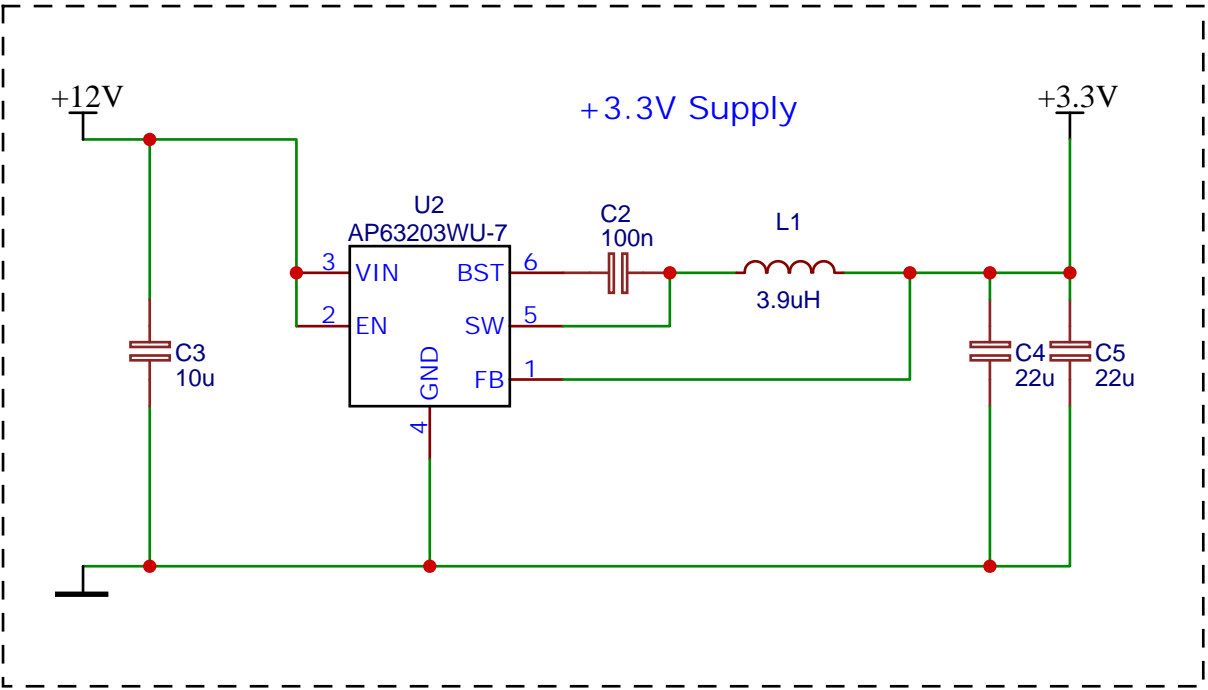 +12V
+3.3V Supply
+3.3V
U2
AP63203WU-7
C2
100n
L1
3.9uH
3
VIN
BST
6
2
EN
SW
5
GND
FB
1
4
C3
10u
C4
22u
C5
22u